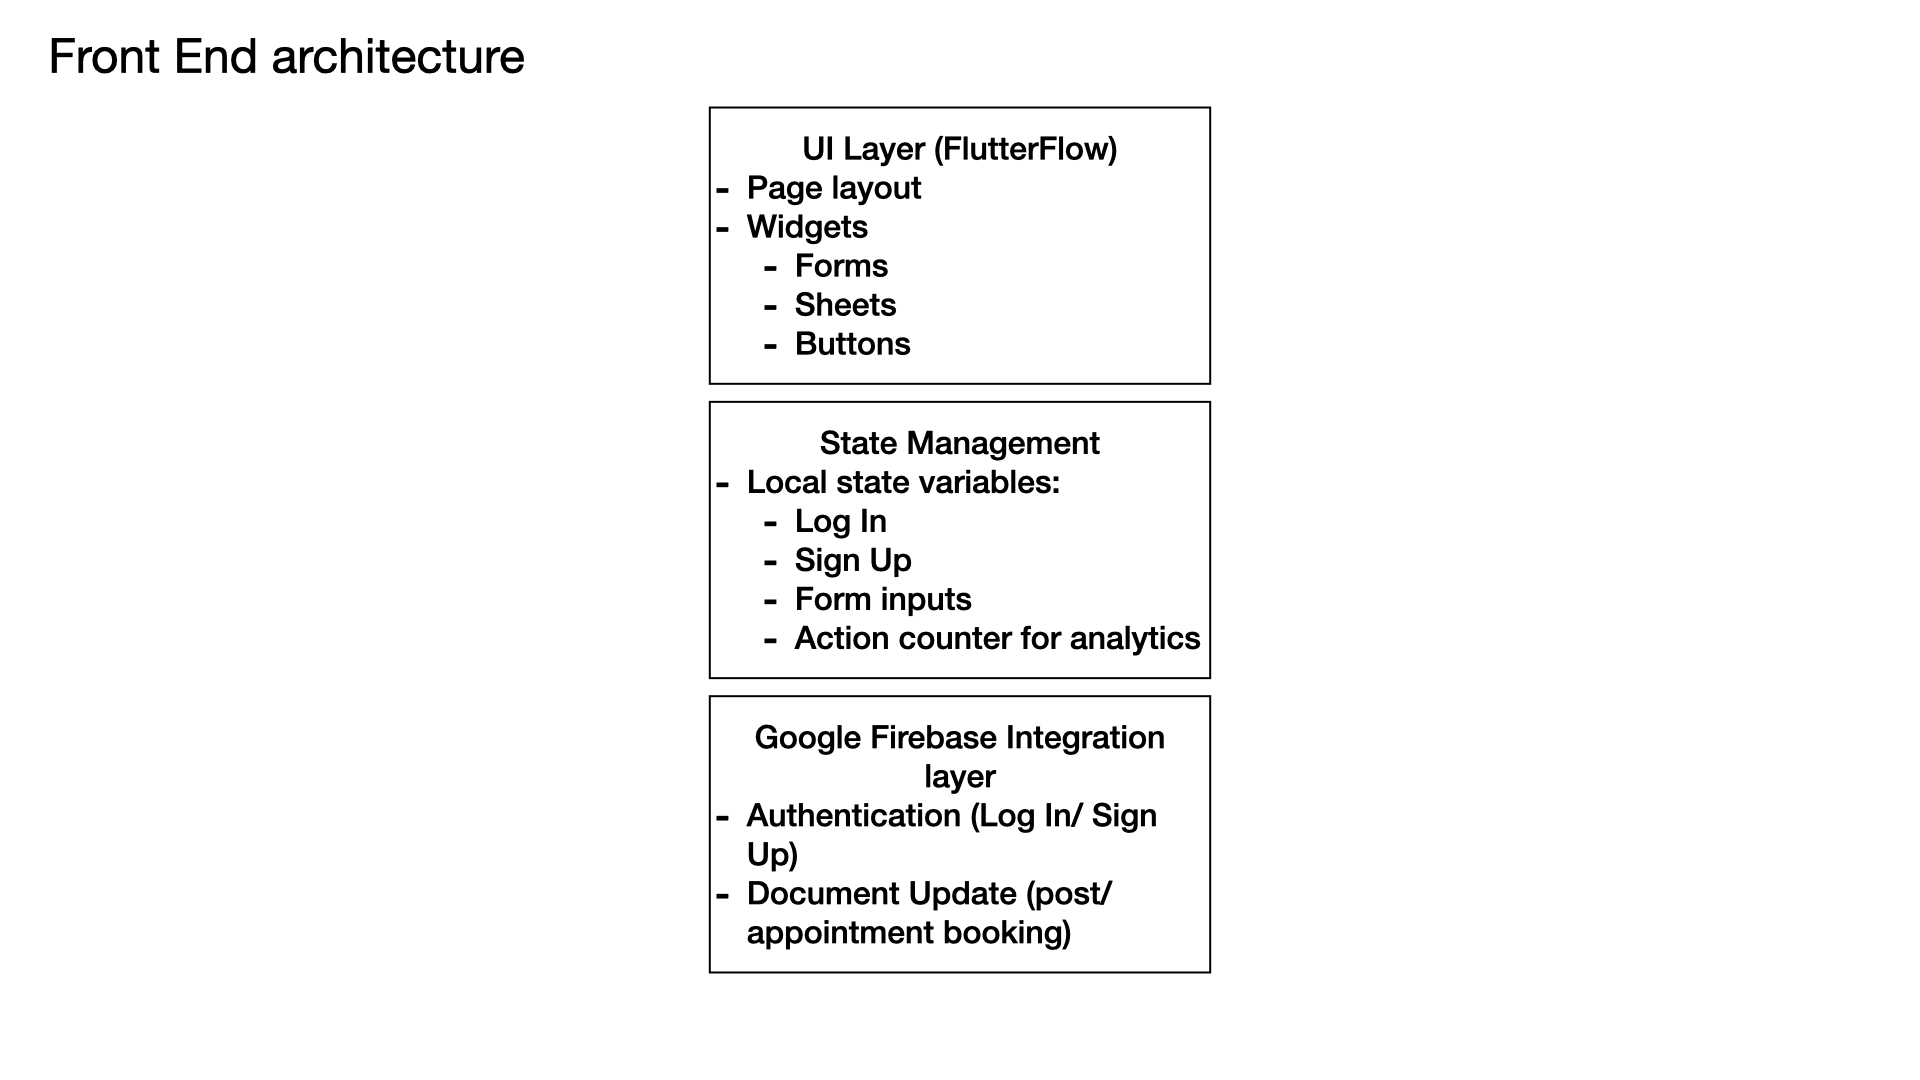 Front End architecture
UI Layer (FlutterFlow)
- Page layout
- Widgets
- Forms
- Sheets
- Buttons
State Management
- Local state variables:
- Log In
- Sign Up
- Form inputs
- Action counter for analytics
Google Firebase Integration
layer
- Authentication (Log In/ Sign
Up)
- Document Update (post/
appointment booking)